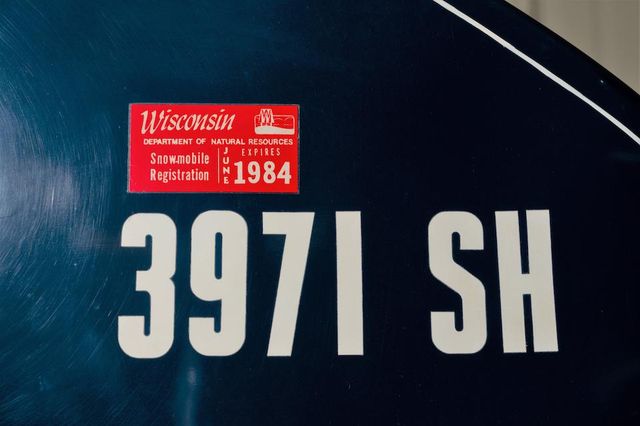 Wisconsin
DEPARTMENT OF NATURAL RESOURCES
Snowmobile
Registration
JUNE
EXPIRES
1984
3971 SH